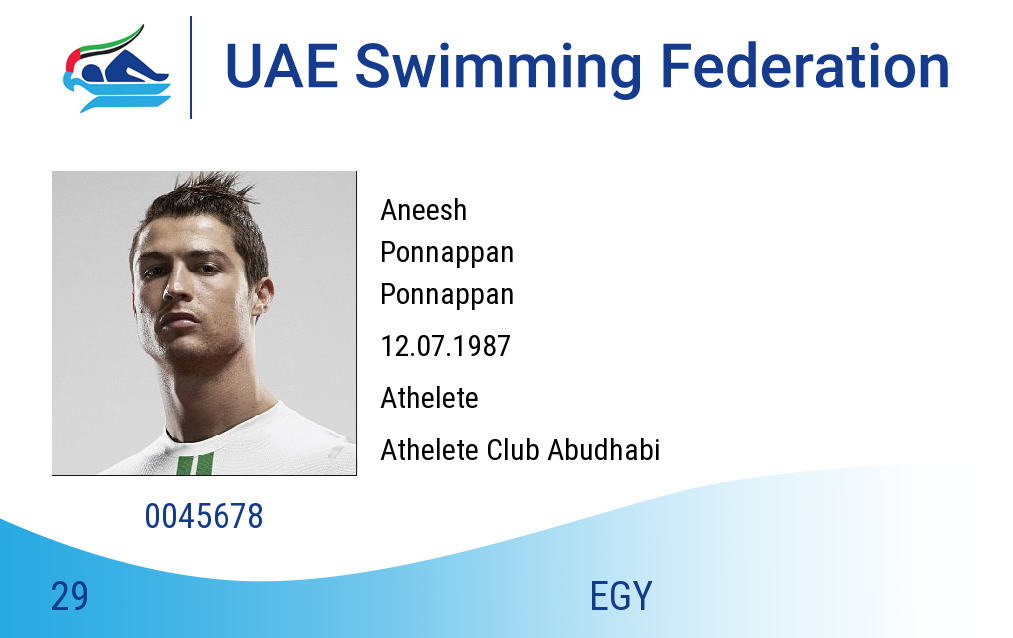 UAE Swimming Federation
Aneesh
Ponnappan
Ponnappan
12.07.1987
Athelete
Athelete Club Abudhabi
0045678
29
EGY